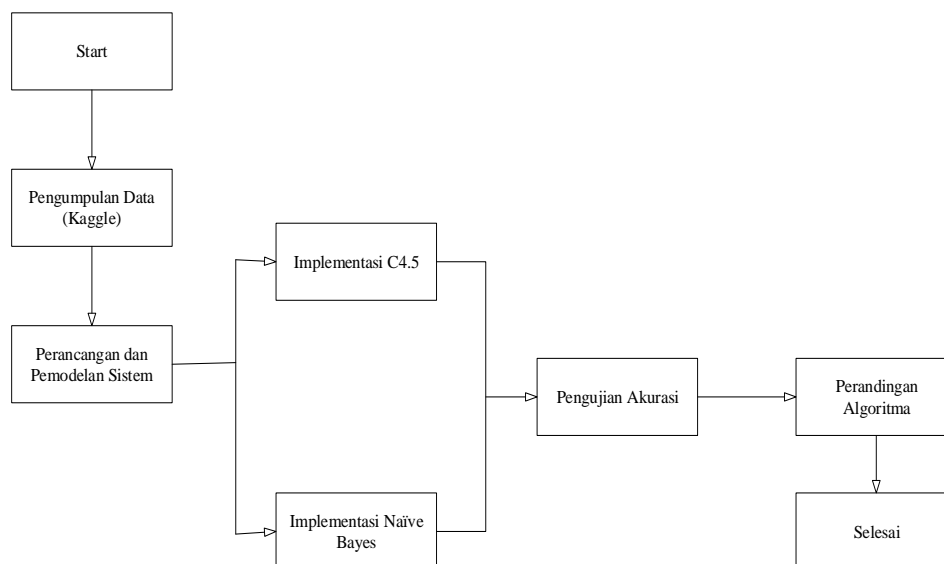 Start
Pengumpulan Data
(Kaggle)
Perancangan dan
Pemodelan Sistem
Implementasi C4.5
Implementasi Naïve
Bayes
Pengujian Akurasi
Perandingan
Algoritma
Selesai